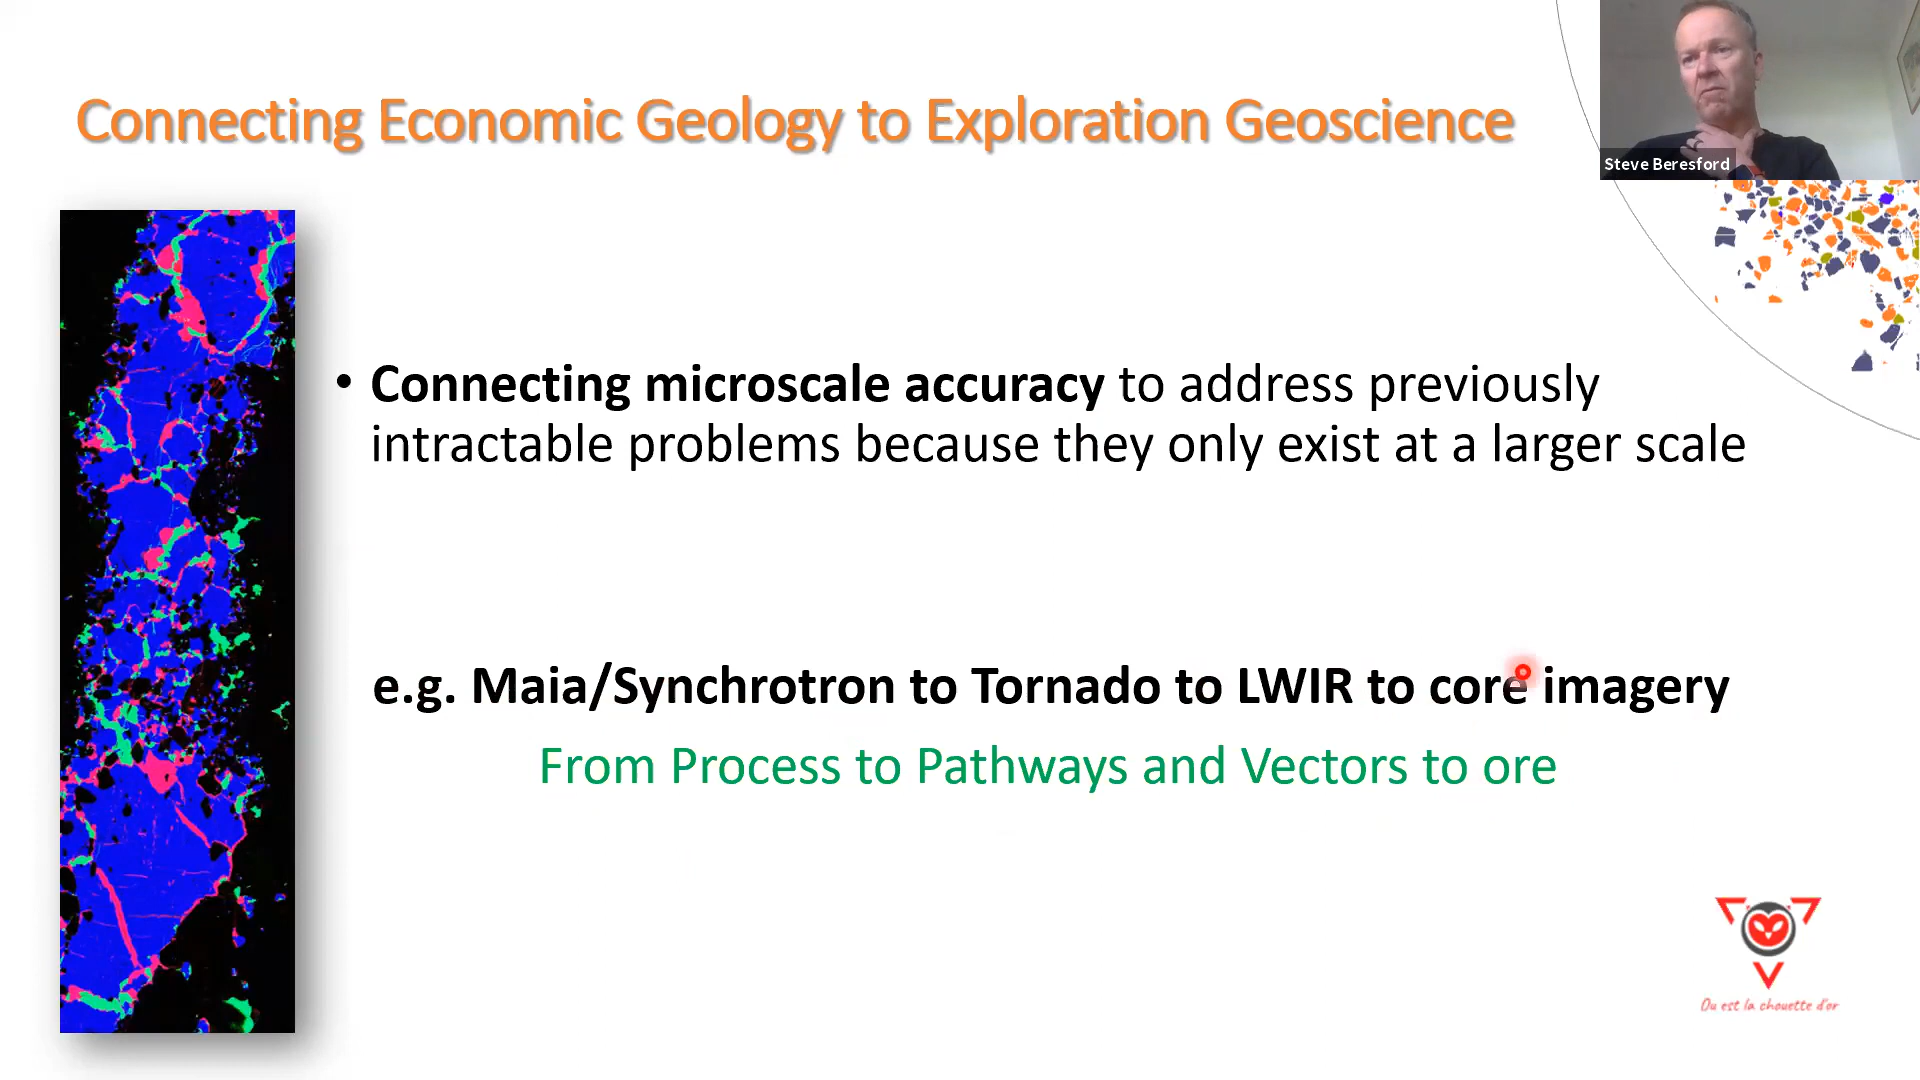 Connecting Economic Geology to Exploration Geoscience
Steve Beresford
• Connecting microscale accuracy to address previously
intractable problems because they only exist at a larger scale
e.g. Maia/Synchrotron to Tornado to LWIR to core imagery
From Process to Pathways and Vectors to ore
Ou est la chouette d'or